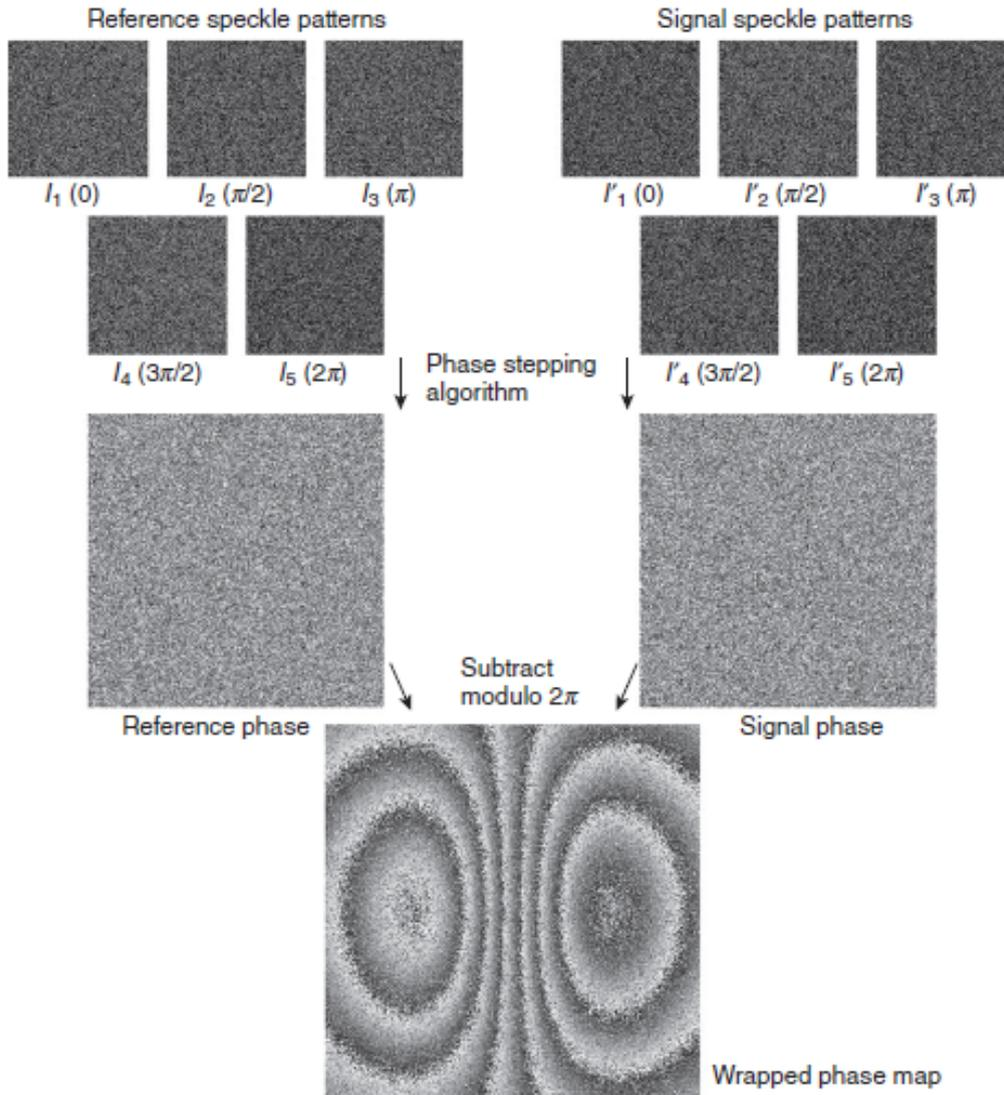 Reference speckle patterns
Signal speckle patterns
I1 (0)
I2 (π/2)
I3 (π)
I'1 (0)
I'2 (π/2)
I'3 (π)
I4 (3π/2)
I5 (2π)
I'4 (3π/2)
I'5 (2π)
Phase stepping
algorithm
Subtract
modulo 2π
Reference phase
Signal phase
Wrapped phase map